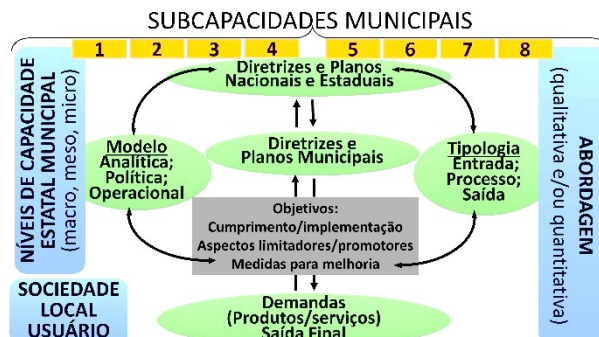 SUBCAPACIDADES MUNICIPAIS
1 2 3 4 5 6 7 8
Diretrizes e Planos
Nacionais e Estaduais
NÍVEIS DE CAPACIDADE
ESTATAL MUNICIPAL
(macro, meso, micro)
Modelo
Analítica;
Política;
Operacional
Diretrizes e
Planos Municipais
Tipologia
Entrada;
Processo;
Saída
ABORDAGEM
(qualitativa e/ou quantitativa)
Objetivos:
Cumprimento/implementação
Aspectos limitadores/promotores
Medidas para melhoria
SOCIEDADE
LOCAL
USUÁRIO
Demandas
(Produtos/serviços)
Saída Final